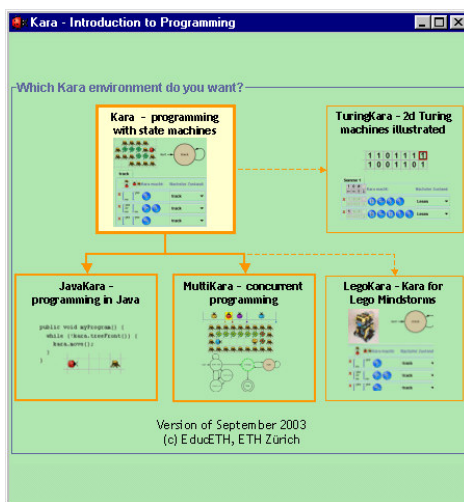 Kara - Introduction to Programming
Which Kara environment do you want?
Kara - programming
with state machines
TuringKara - 2d Turing
machines illustrated
1 1 0 1 1 1 1
1 0 0 1 1 0 1
JavaKara -
programming in Java
public void myProgram() {
while (!kara.treeFront()) {
kara.move();
}
}
MultiKara - concurrent
programming
LegoKara - Kara for
Lego Mindstorms
Version of September 2003
(c) EducETH, ETH Zürich